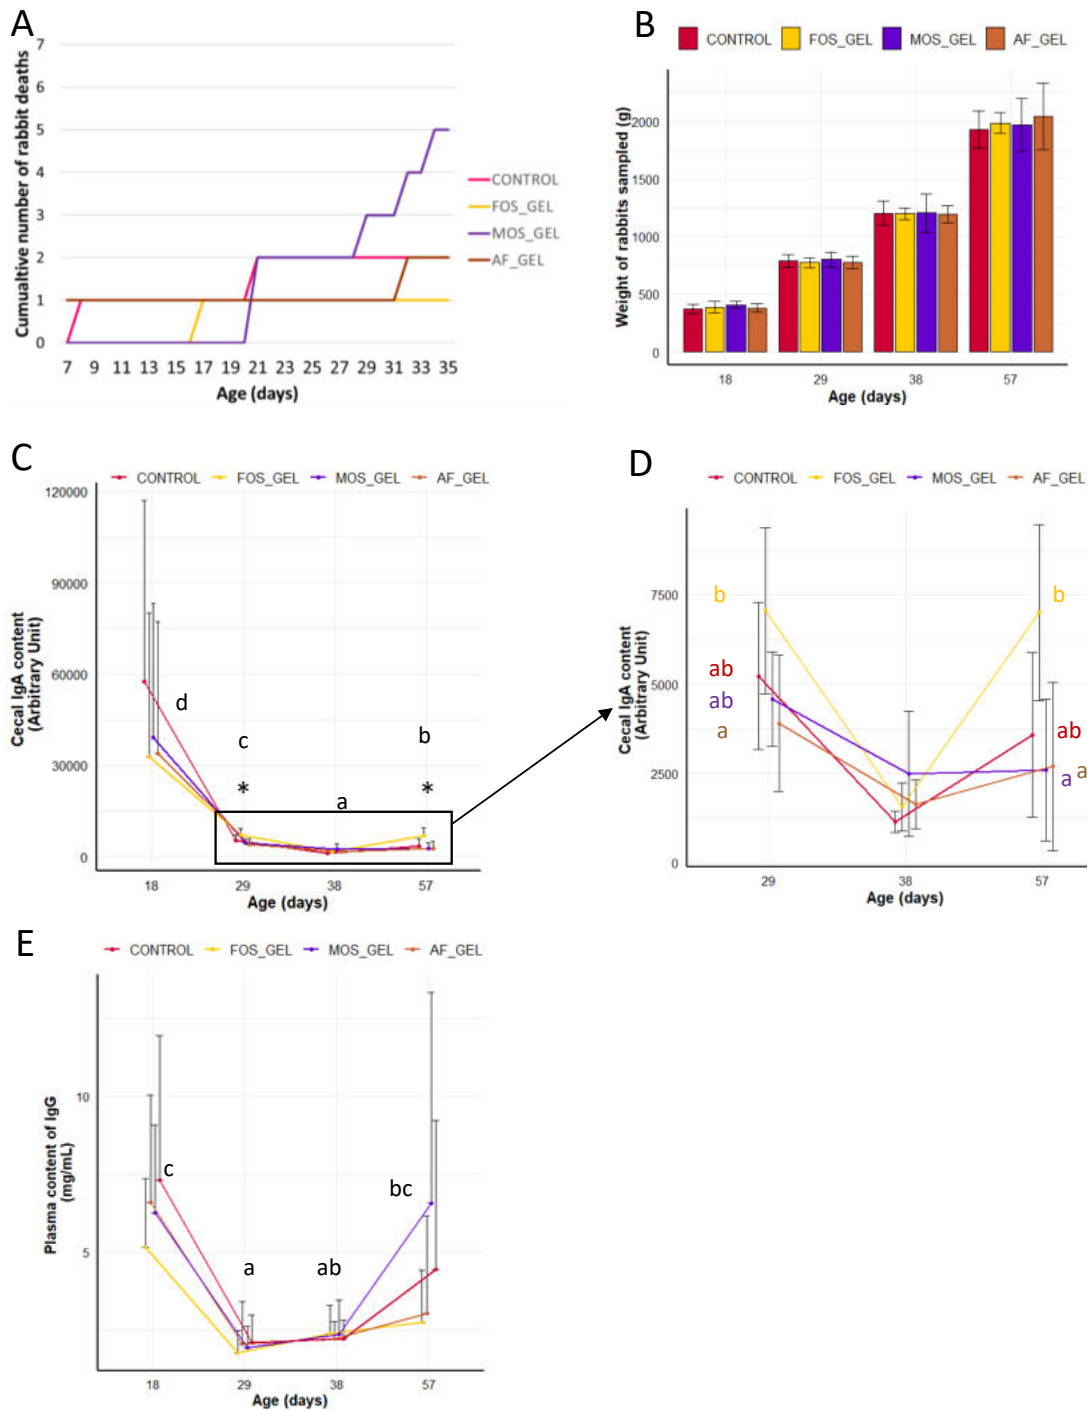 A
7
6
5
4
3
2
1
0
Cumualtive number of rabbit deaths
CONTROL
FOS_GEL
MOS_GEL
AF_GEL
7 9 11 13 15 17 19 21 23 25 27 29 31 33 35
Age (days)
B
CONTROL FOS_GEL MOS_GEL AF_GEL
2000
1500
1000
500
0
Weight of rabbits sampled (g)
18 29 38 57
Age (days)
C
CONTROL FOS_GEL MOS_GEL AF_GEL
120000
90000
60000
30000
0
Cecal IgA content
(Arbitrary Unit)
d
c
b
* *
a
18 29 38 57
Age (days)
D
CONTROL FOS_GEL MOS_GEL AF_GEL
7500
5000
2500
0
Cecal IgA content
(Arbitrary Unit)
b b
ab
ab
a
ab
a a
29 38 57
Age (days)
E
CONTROL FOS_GEL MOS_GEL AF_GEL
10
5
Plasma content of IgG
(mg/mL)
c
bc
a ab
18 29 38 57
Age (days)